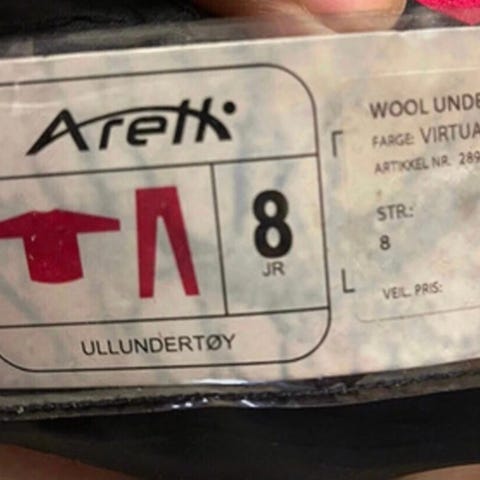 Aretk
8
JR
ULLUNDERTØY
WOOL UNDE
FARGE: VIRTUA
ARTIKKEL NR. 289
STR.:
8
VEIL. PRIS: